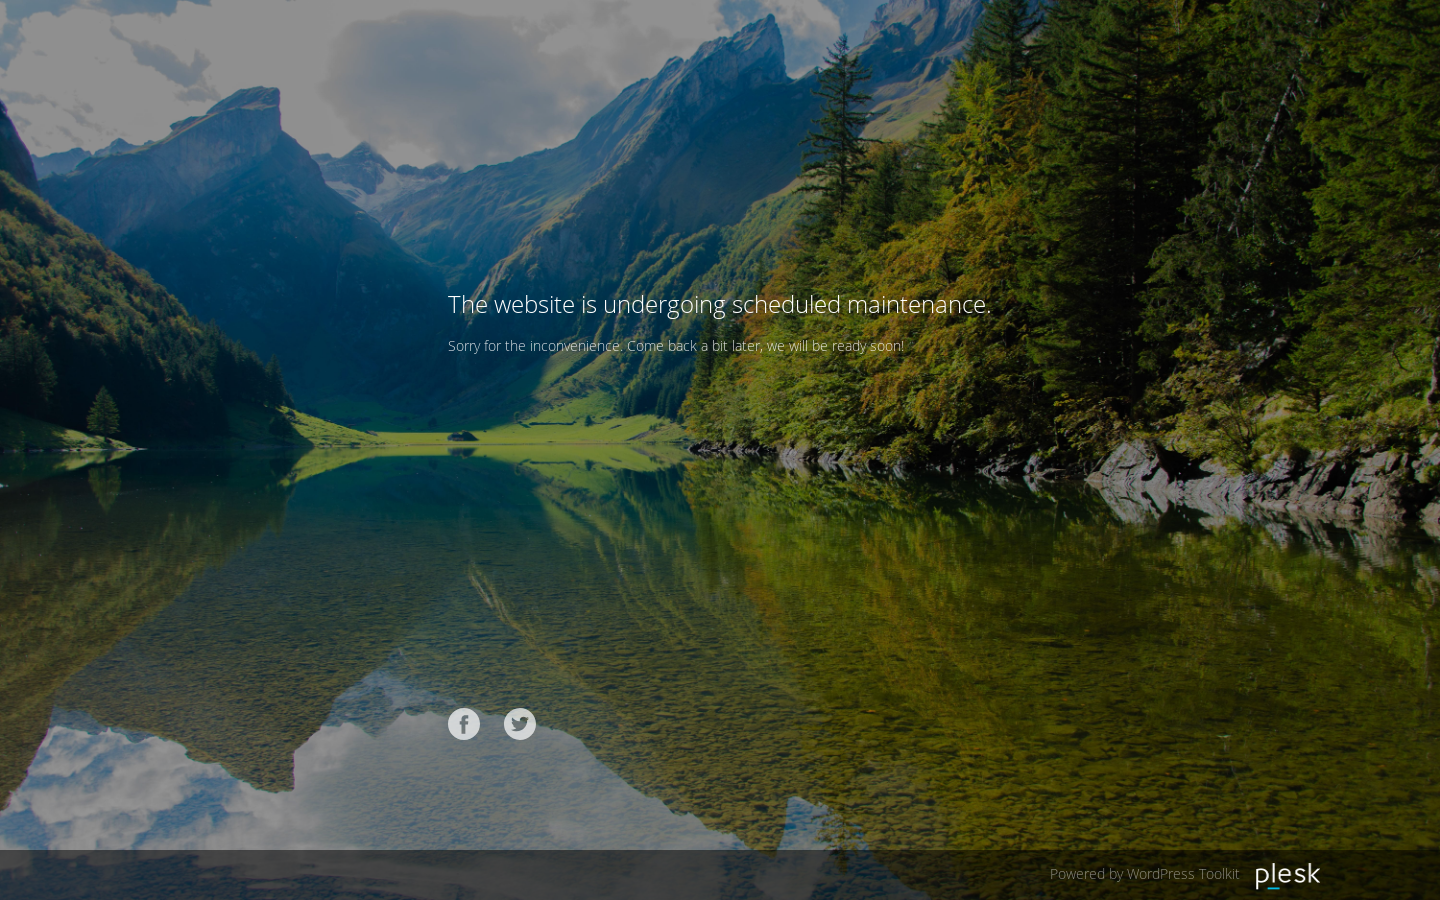 The website is undergoing scheduled maintenance.
Sorry for the inconvenience. Come back a bit later, we will be ready soon!
Powered by WordPress Toolkit
plesk